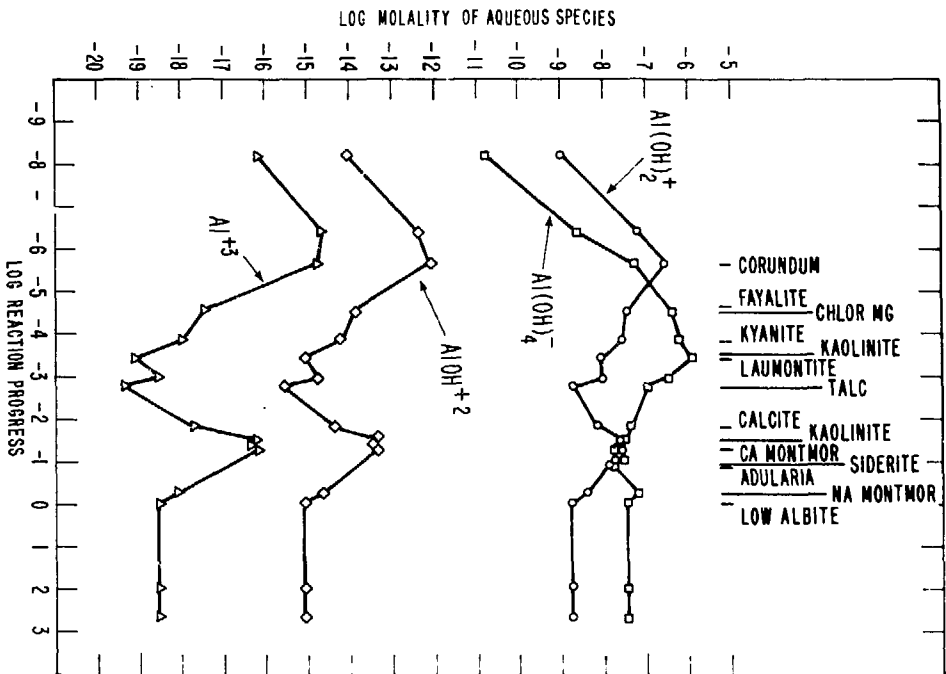 LOG MOLALITY OF AQUEOUS SPECIES
-20 -19 -18 -17 -16 -15 -14 -13 -12 -11 -10 -9 -8 -7 -6 -5
-9
-8
-
-6
-5
-4
-3
-2
-1
0
1
2
3
LOG REACTION PROGRESS
Al(OH)2+
Al+3
Al(OH)4-
AlOH+2
CORUNDUM
FAYALITE
CHLOR MG
KYANITE
KAOLINITE
LAUMONTITE
TALC
CALCITE
KAOLINITE
CA MONTMOR
SIDERITE
ADULARIA
NA MONTMOR
LOW ALBITE